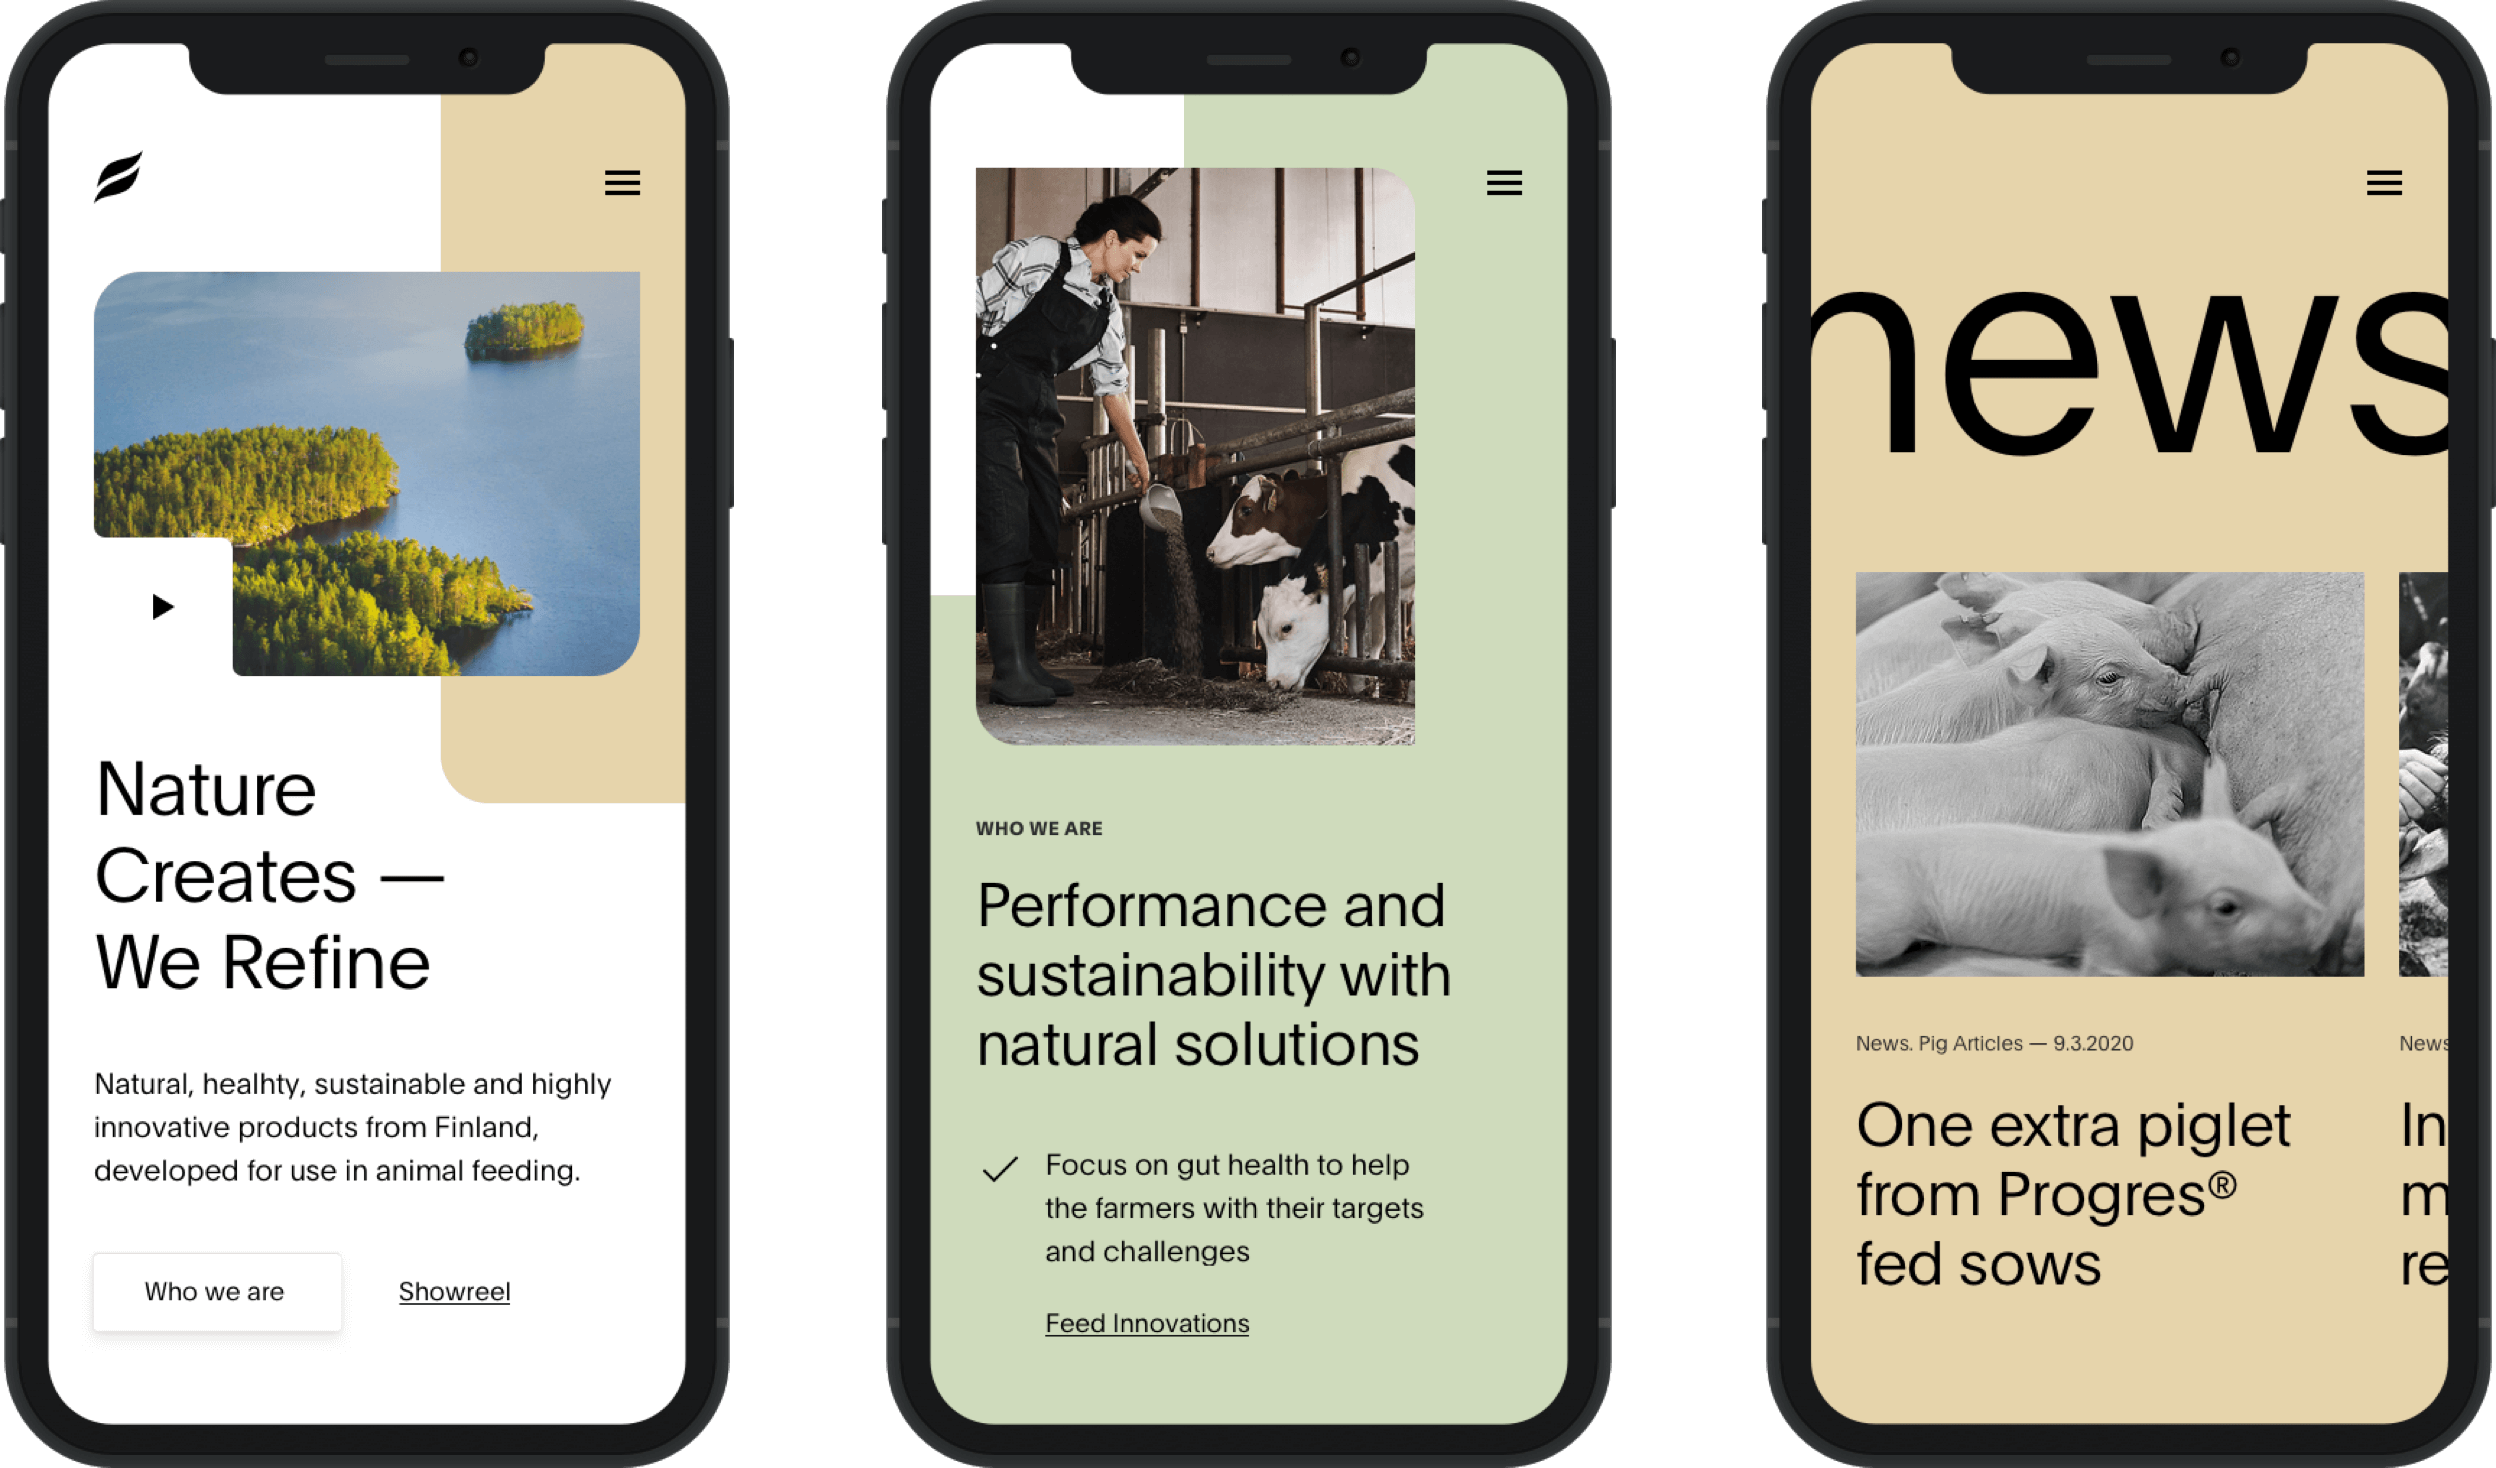 Nature
Creates —
We Refine
Natural, healhty, sustainable and highly
innovative products from Finland,
developed for use in animal feeding.
Who we are
Showreel
WHO WE ARE
Performance and
sustainability with
natural solutions
Focus on gut health to help
the farmers with their targets
and challenges
Feed Innovations
news
News. Pig Articles — 9.3.2020
One extra piglet
from Progres®
fed sows
News
In
m
re